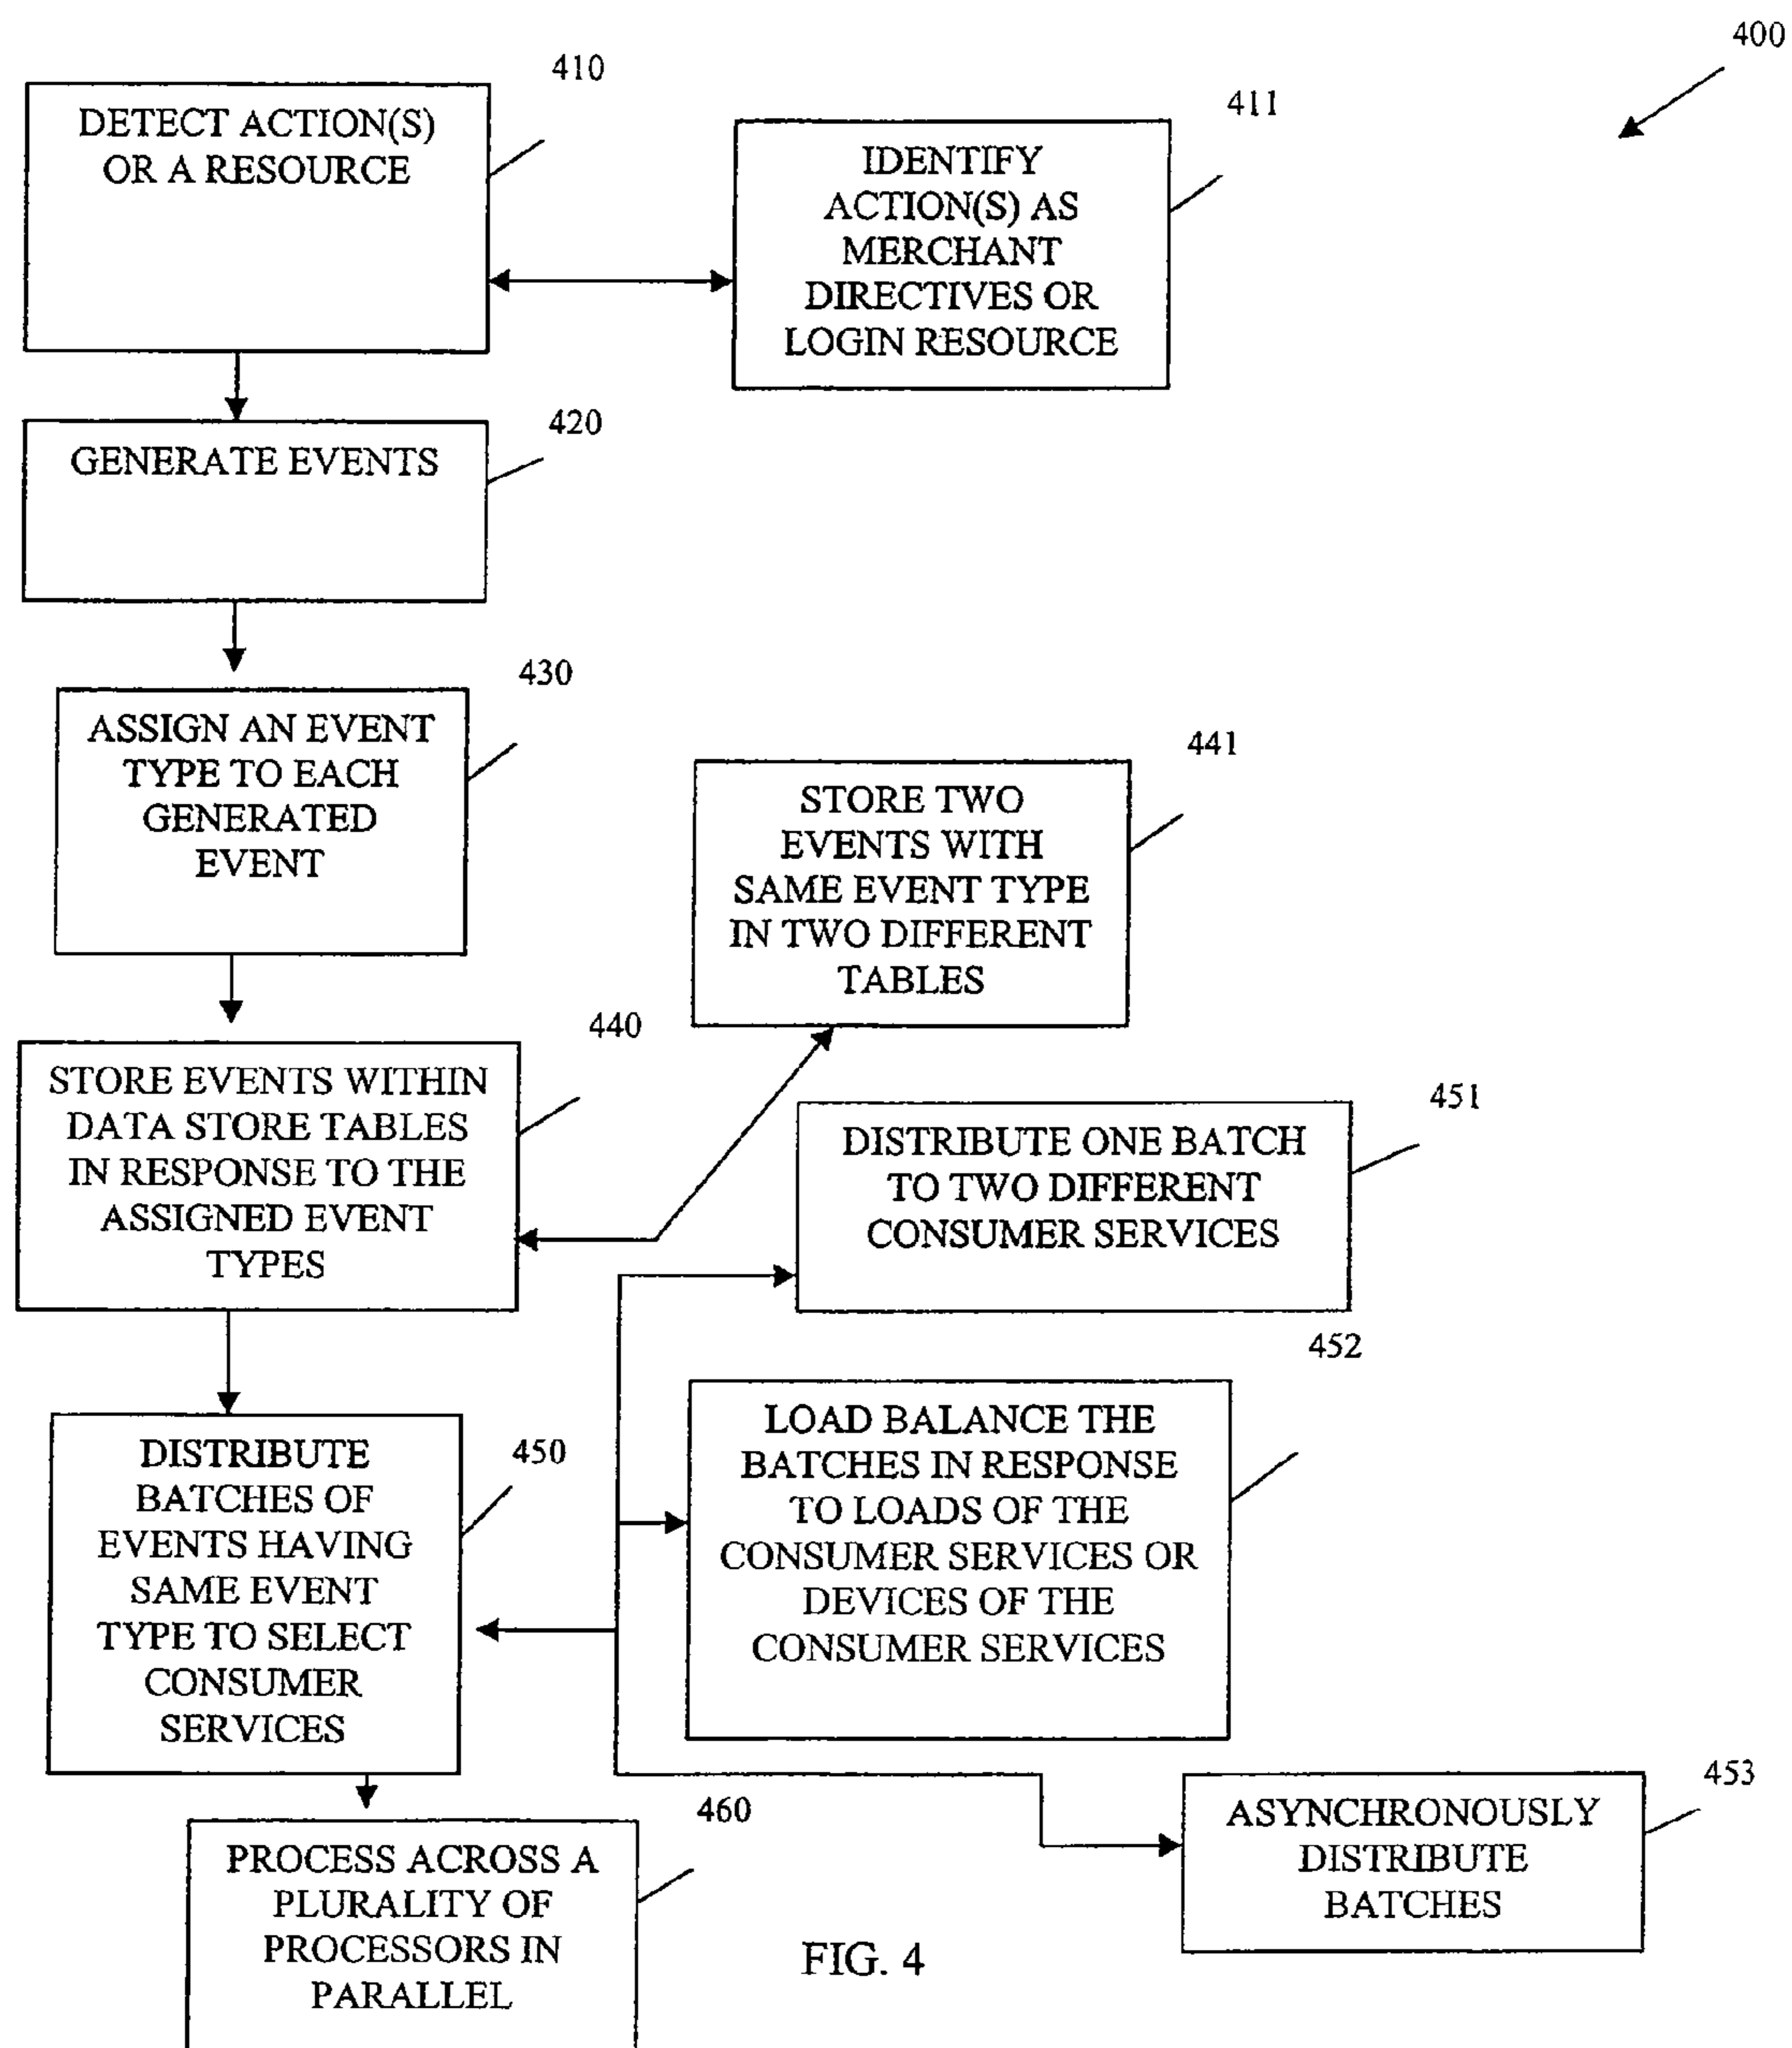 400
410
DETECT ACTION(S)
OR A RESOURCE
411
IDENTIFY
ACTION(S) AS
MERCHANT
DIRECTIVES OR
LOGIN RESOURCE
420
GENERATE EVENTS
430
ASSIGN AN EVENT
TYPE TO EACH
GENERATED
EVENT
441
STORE TWO
EVENTS WITH
SAME EVENT TYPE
IN TWO DIFFERENT
TABLES
440
STORE EVENTS WITHIN
DATA STORE TABLES
IN RESPONSE TO THE
ASSIGNED EVENT
TYPES
451
DISTRIBUTE ONE BATCH
TO TWO DIFFERENT
CONSUMER SERVICES
452
LOAD BALANCE THE
BATCHES IN RESPONSE
TO LOADS OF THE
CONSUMER SERVICES OR
DEVICES OF THE
CONSUMER SERVICES
450
DISTRIBUTE
BATCHES OF
EVENTS HAVING
SAME EVENT
TYPE TO SELECT
CONSUMER
SERVICES
453
ASYNCHRONOUSLY
DISTRIBUTE
BATCHES
460
PROCESS ACROSS A
PLURALITY OF
PROCESSORS IN
PARALLEL
FIG. 4